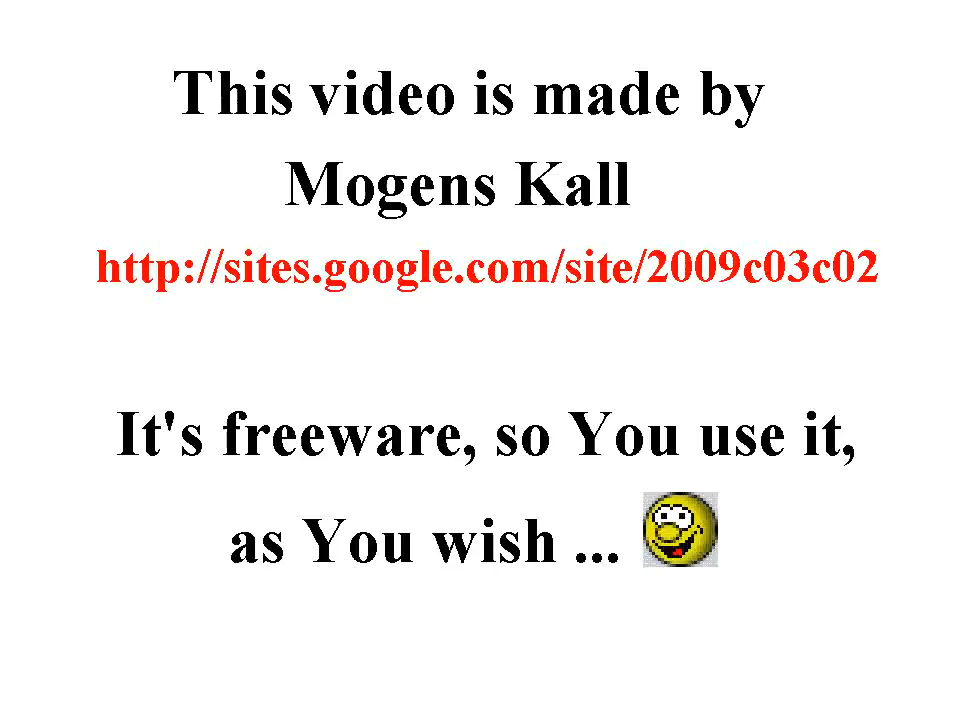 This video is made by
Mogens Kall
http://sites.google.com/site/2009c03c02
It's freeware, so You use it,
as You wish ...